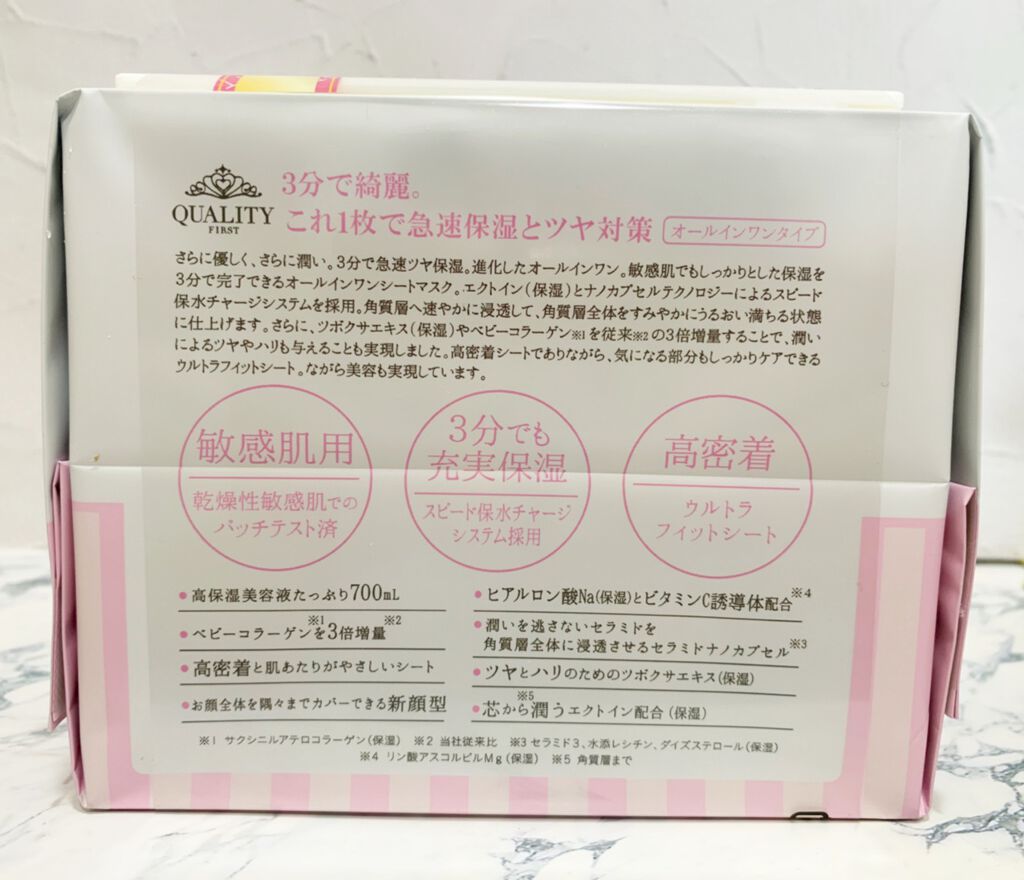 QUALITY
FIRST
3分で綺麗。
これ1枚で急速保湿とツヤ対策
オールインワンタイプ
さらに優しく、さらに潤い。3分で急速ツヤ保湿。進化したオールインワン。敏感肌でもしっかりとした保湿を
3分で完了できるオールインワンシートマスク。エクトイン(保湿)とナノカプセルテクノロジーによるスピード
保水チャージシステムを採用。角質層へ速やかに浸透して、角質層全体をすみやかにうるおい満ちる状態
に仕上げます。さらに、ツボクサエキス(保湿)やベビーコラーゲン※1を従来※2の3倍増量することで、潤い
によるツヤやハリも与えることも実現しました。高密着シートでありながら、気になる部分もしっかりケアできる
ウルトラフィットシート。ながら美容も実現しています。
敏感肌用
乾燥性敏感肌での
パッチテスト済
3分でも
充実保湿
スピード保水チャージ
システム採用
高密着
ウルトラ
フィットシート
●高保湿美容液たっぷり700mL
●ベビーコラーゲン※1を3倍増量※2
●高密着と肌あたりがやさしいシート
●お顔全体を隅々までカバーできる新顔型
●ヒアルロン酸Na(保湿)とビタミンC誘導体配合※4
●潤いを逃さないセラミドを
角質層全体に浸透させるセラミドナノカプセル※3
●ツヤとハリのためのツボクサエキス(保湿)
●芯から※5潤うエクトイン配合(保湿)
※1 サクシニルアテロコラーゲン(保湿) ※2 当社従来比 ※3 セラミド3、水添レシチン、ダイズステロール(保湿)
※4 リン酸アスコルビルMg(保湿) ※5 角質層まで